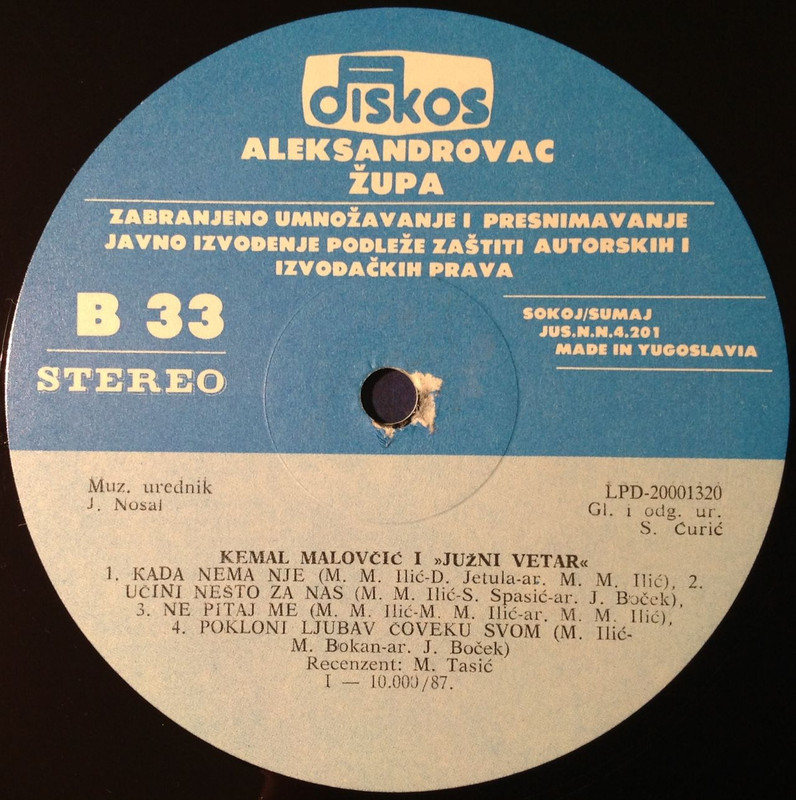 diskos
ALEKSANDROVAC
ŽUPA
ZABRANJENO UMNOŽAVANJE I PRESNIMAVANJE
JAVNO IZVOĐENJE PODLEŽE ZAŠTITI AUTORSKIH I
IZVOĐAČKIH PRAVA
B 33
STEREO
SOKOJ/SUMAJ
JUS.N.N.4.201
MADE IN YUGOSLAVIA
Muz. urednik
J. Nosal
LPD-20001320
Gl. i odg. ur.
S. Ćurić
KEMAL MALOVČIĆ I »JUŽNI VETAR«
1. KADA NEMA NJE (M. M. Ilić-D. Jetula-ar. M. M. Ilić), 2.
UČINI NESTO ZA NAS (M. M. Ilić-S. Spasić-ar. J. Boček),
3. NE PITAJ ME (M. M. Ilić-M. M. Ilić-ar. M. M. Ilić),
4. POKLONI LJUBAV ČOVEKU SVOM (M. Ilić-
M. Bokan-ar. J. Boček)
Recenzent: M. Tasić
I — 10.000/87.